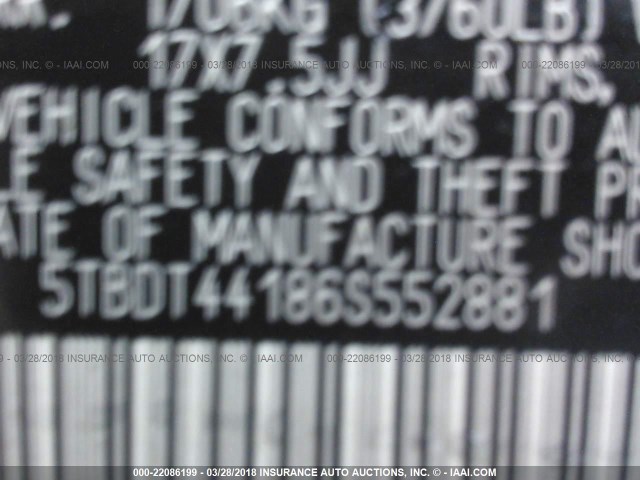 RR. 1706KG (3760LB)
17X7.5JJ RIMS,
VEHICLE CONFORMS TO
SAFETY AND THEFT
OF MANUFACTURE
5TBDT44186S552881
000-22086199 - 03/28/2018 INSURANCE AUTO AUCTIONS, INC. - © IAAI.COM